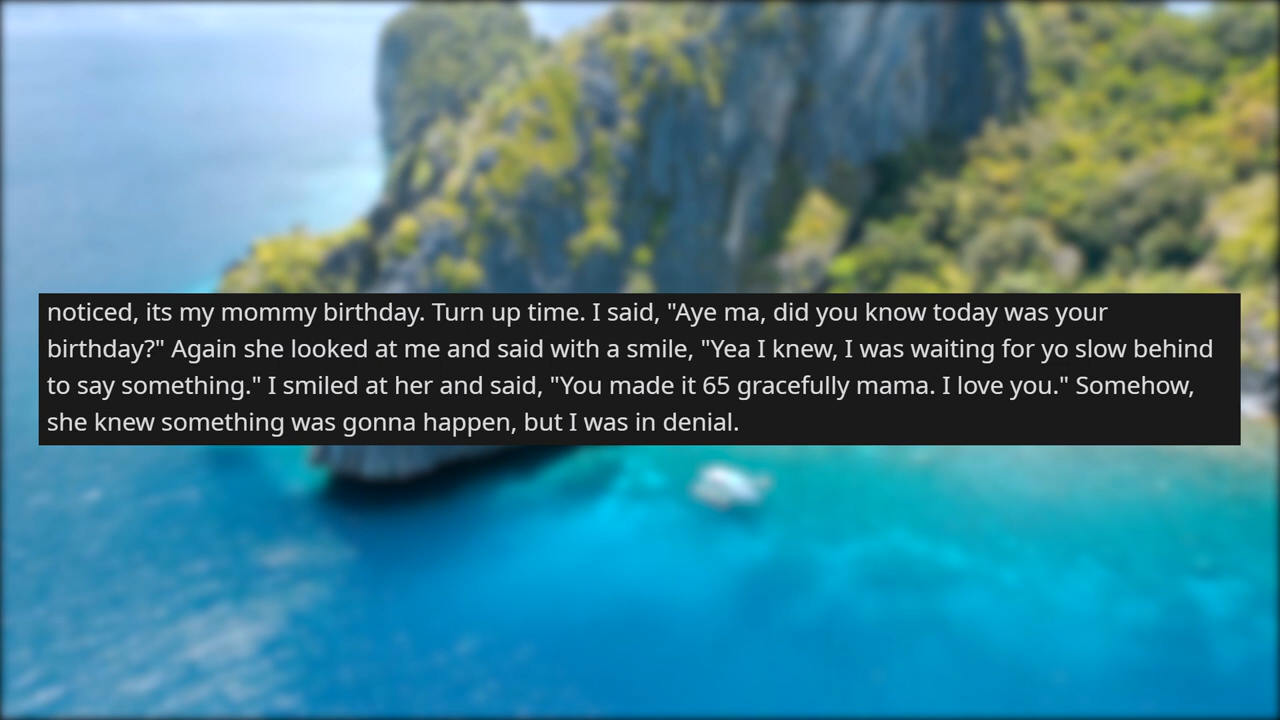 noticed, its my mommy birthday. Turn up time. I said, "Aye ma, did you know today was your
birthday?" Again she looked at me and said with a smile, "Yea I knew, I was waiting for yo slow behind
to say something." I smiled at her and said, "You made it 65 gracefully mama. I love you." Somehow,
she knew something was gonna happen, but I was in denial.